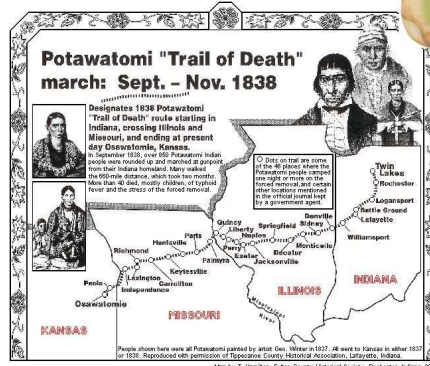 Potawatomi "Trail of Death"
march: Sept. – Nov. 1838
Designates 1838 Potawatomi
"Trail of Death" route starting in
Indiana, crossing Illinois and
Missouri, and ending at present
day Osawatomie, Kansas.
In September 1838, over 850 Potawatomi Indian
people were rounded up and marched at gunpoint
from their Indiana homeland. Many walked
the 660-mile distance, which took two months.
More than 40 died, mostly children, of typhoid
fever and the stress of the forced removal.
Dots on trail are some
of the 46 places where the
Potawatomi people camped
one night or more on the
forced removal, and certain
other locations mentioned
in the official journal kept
by a government agent.
Twin
Lakes
Rochester
Logansport
Battle Ground
Lafayette
Williamsport
Danville
Sidney
Monticello
Springfield
Decatur
Jacksonville
Quincy
Liberty
Naples
Perry
Exeter
Palmyra
Paris
Huntsville
Keytesville
Carrollton
Richmond
Lexington
Independence
Paola
Osawatomie
Mississippi
River
INDIANA
ILLINOIS
MISSOURI
KANSAS
People shown here were all Potawatomi painted by artist Geo. Winter in 1837. All went to Kansas in either 1837
or 1838. Reproduced with permission of Tippecanoe County Historical Association, Lafayette, Indiana.